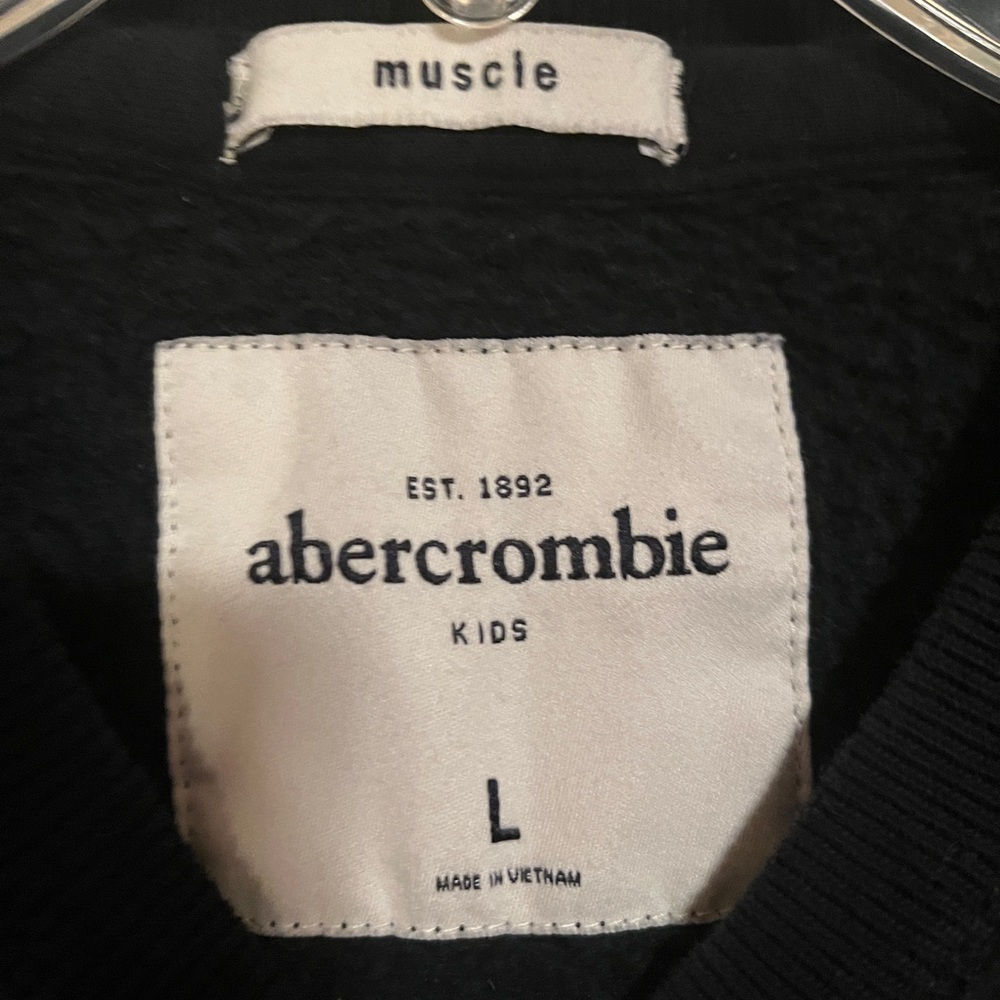 muscle
EST. 1892
abercrombie
KIDS
L
MADE IN VIETNAM